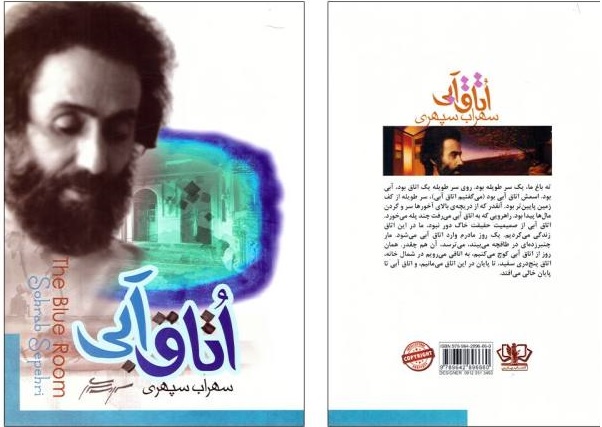 The Blue Room
Sohrab Sepehri
اُتاق آبی
سهراب سپهری
اُتاق آبی
سهراب سپهری
ته باغ ما، یک سر طویله بود. روی سر طویله یک اتاق بود، آبی
بود. اسمش اتاق آبی بود (می‌گفتیم اتاق آبی)، سر طویله از کف
زمین پایین‌تر بود. آنقدر که از دریچه‌ی بالای آخورها سر و گردن
مال‌ها پیدا بود. راهرویی که به اتاق آبی می‌رفت چند پله می‌خورد.
اتاق آبی از صمیمیت حقیقت خاک دور نبود، ما در این اتاق
زندگی می‌کردیم. یک روز مادرم وارد اتاق آبی می‌شود. مار
چنبرزده‌ای در طاقچه می‌بیند، می‌ترسد، آن هم چقدر. همان
روز از اتاق آبی کوچ می‌کنیم، به اتاقی می‌رویم در شمال خانه،
اتاق پنج‌دری سفید، تا پایان در این اتاق می‌مانیم، و اتاق آبی تا
پایان خالی می‌افتد.
COPYRIGHT